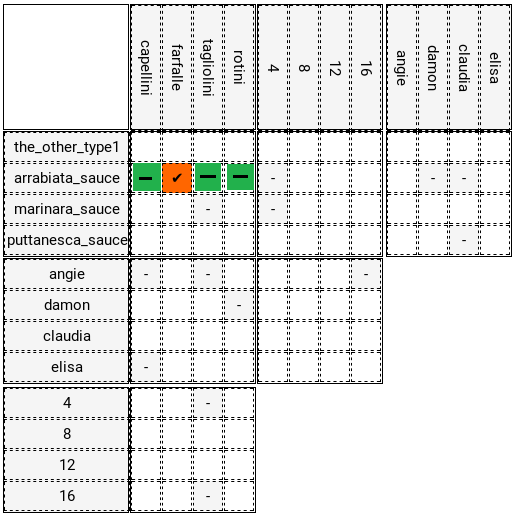 capellini farfalle tagliolini rotini 4 8 12 16 angie damon claudia elisa
the_other_type1
arrabiata_sauce - ✔ - - - - -
marinara_sauce - -
puttanesca_sauce -
angie - - -
damon -
claudia
elisa -
4 -
8
12
16 -